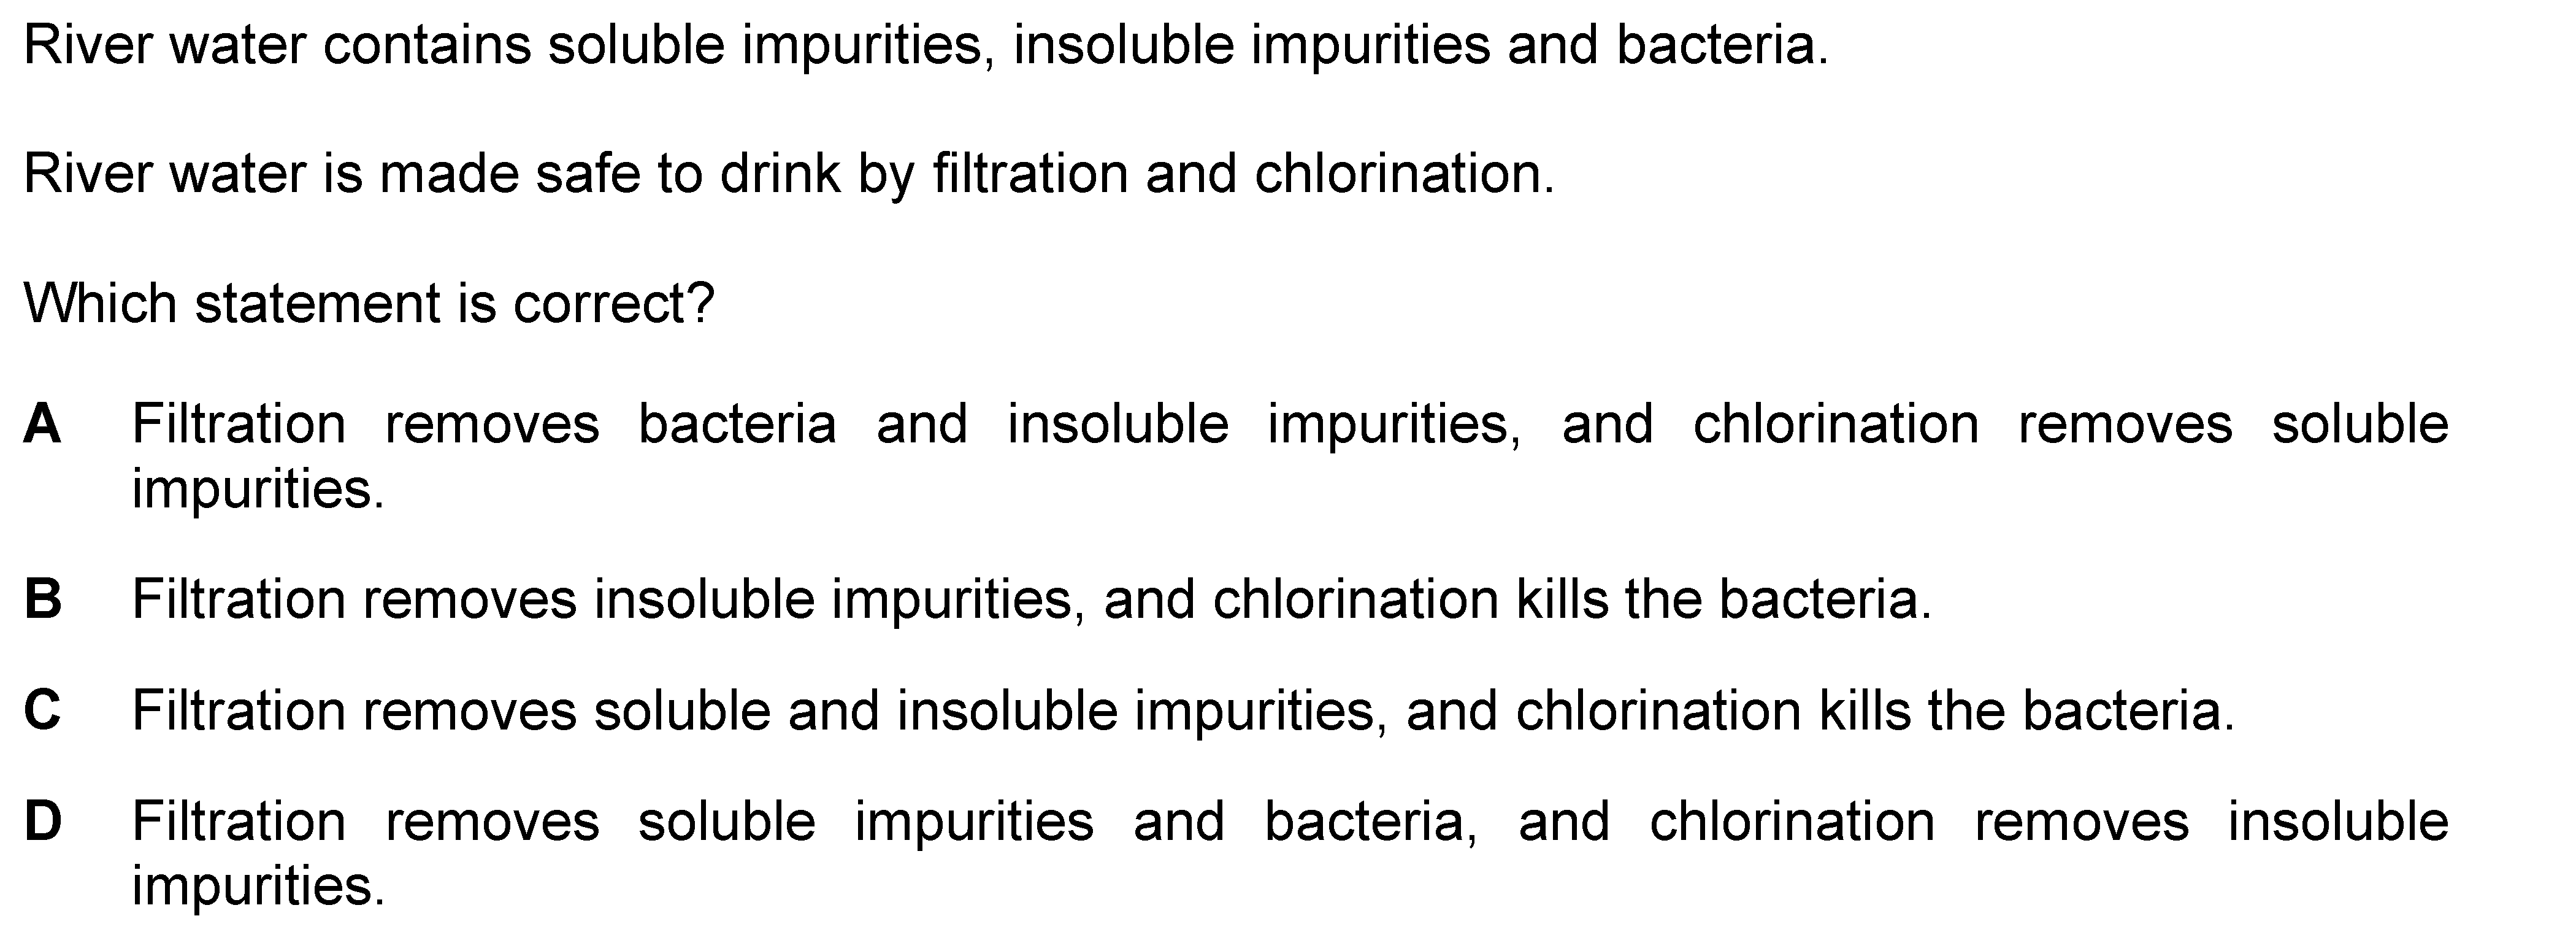 River water contains soluble impurities, insoluble impurities and bacteria.
River water is made safe to drink by filtration and chlorination.
Which statement is correct?
A Filtration removes bacteria and insoluble impurities, and chlorination removes soluble
impurities.
B Filtration removes insoluble impurities, and chlorination kills the bacteria.
C Filtration removes soluble and insoluble impurities, and chlorination kills the bacteria.
D Filtration removes soluble impurities and bacteria, and chlorination removes insoluble
impurities.